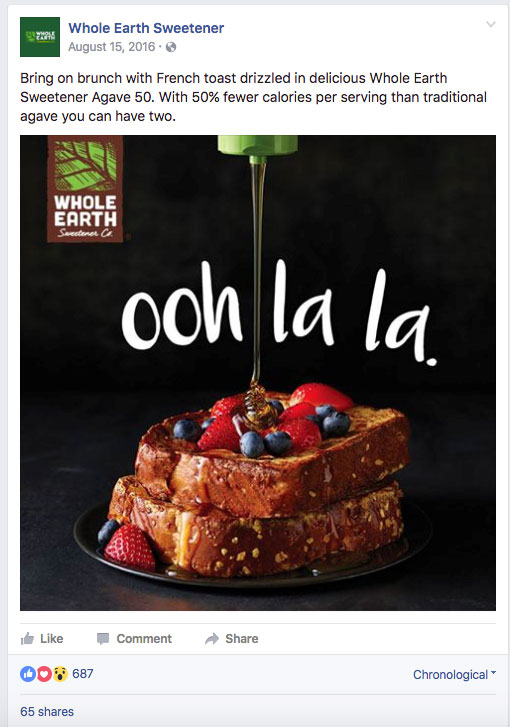 Whole Earth Sweetener
August 15, 2016 ·
Bring on brunch with French toast drizzled in delicious Whole Earth
Sweetener Agave 50. With 50% fewer calories per serving than traditional
agave you can have two.
WHOLE
EARTH
Sweetener Co.
ooh la la.
Like Comment Share
687 Chronological
65 shares